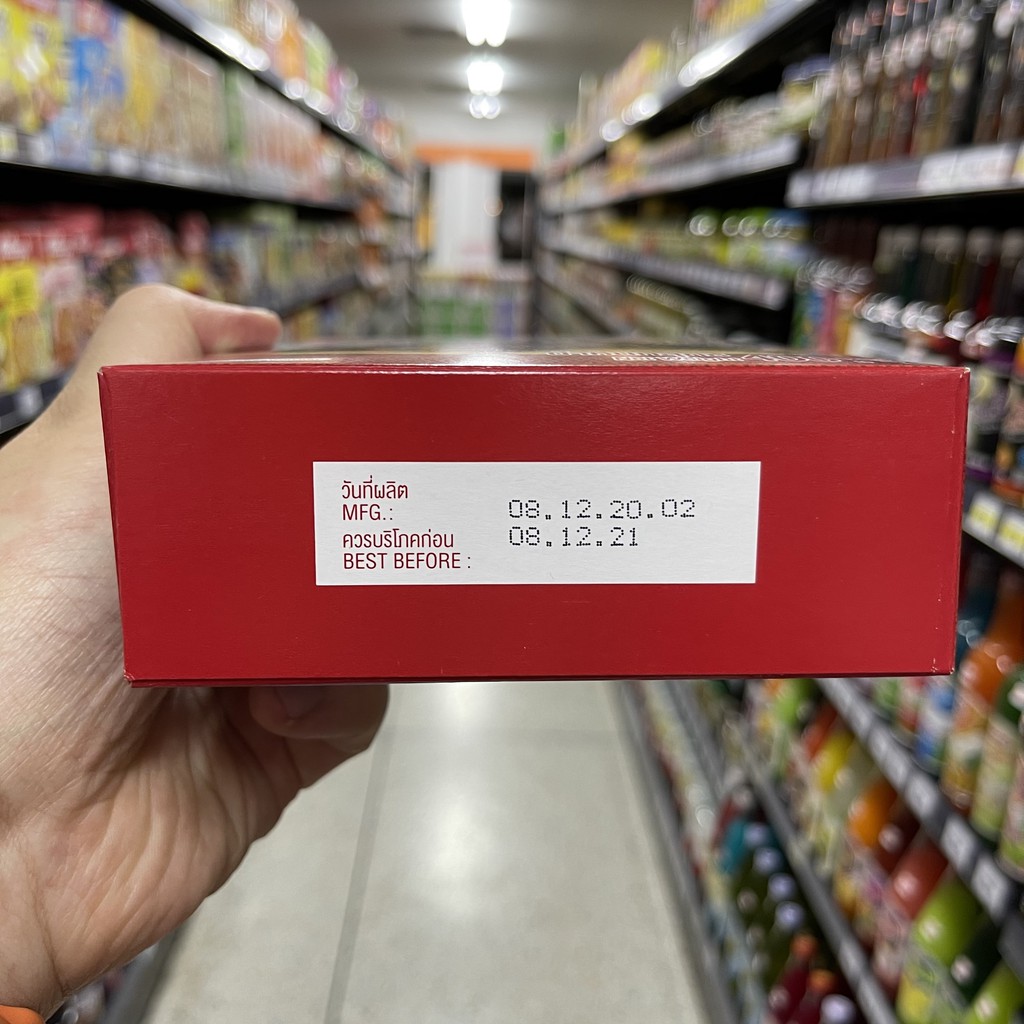 วันที่ผลิต
MFG.: 08.12.20.02
ควรบริโภคก่อน 08.12.21
BEST BEFORE :